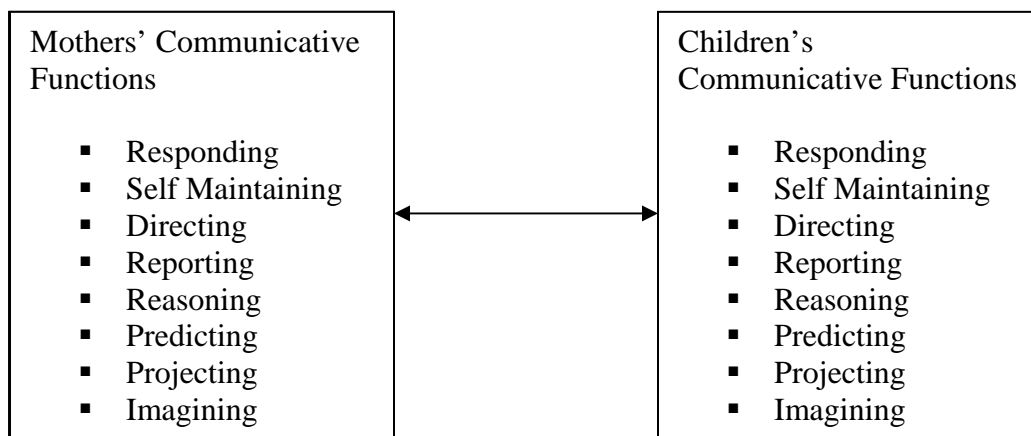 Mothers’ Communicative
Functions
▪ Responding
▪ Self Maintaining
▪ Directing
▪ Reporting
▪ Reasoning
▪ Predicting
▪ Projecting
▪ Imagining
Children’s
Communicative Functions
▪ Responding
▪ Self Maintaining
▪ Directing
▪ Reporting
▪ Reasoning
▪ Predicting
▪ Projecting
▪ Imagining